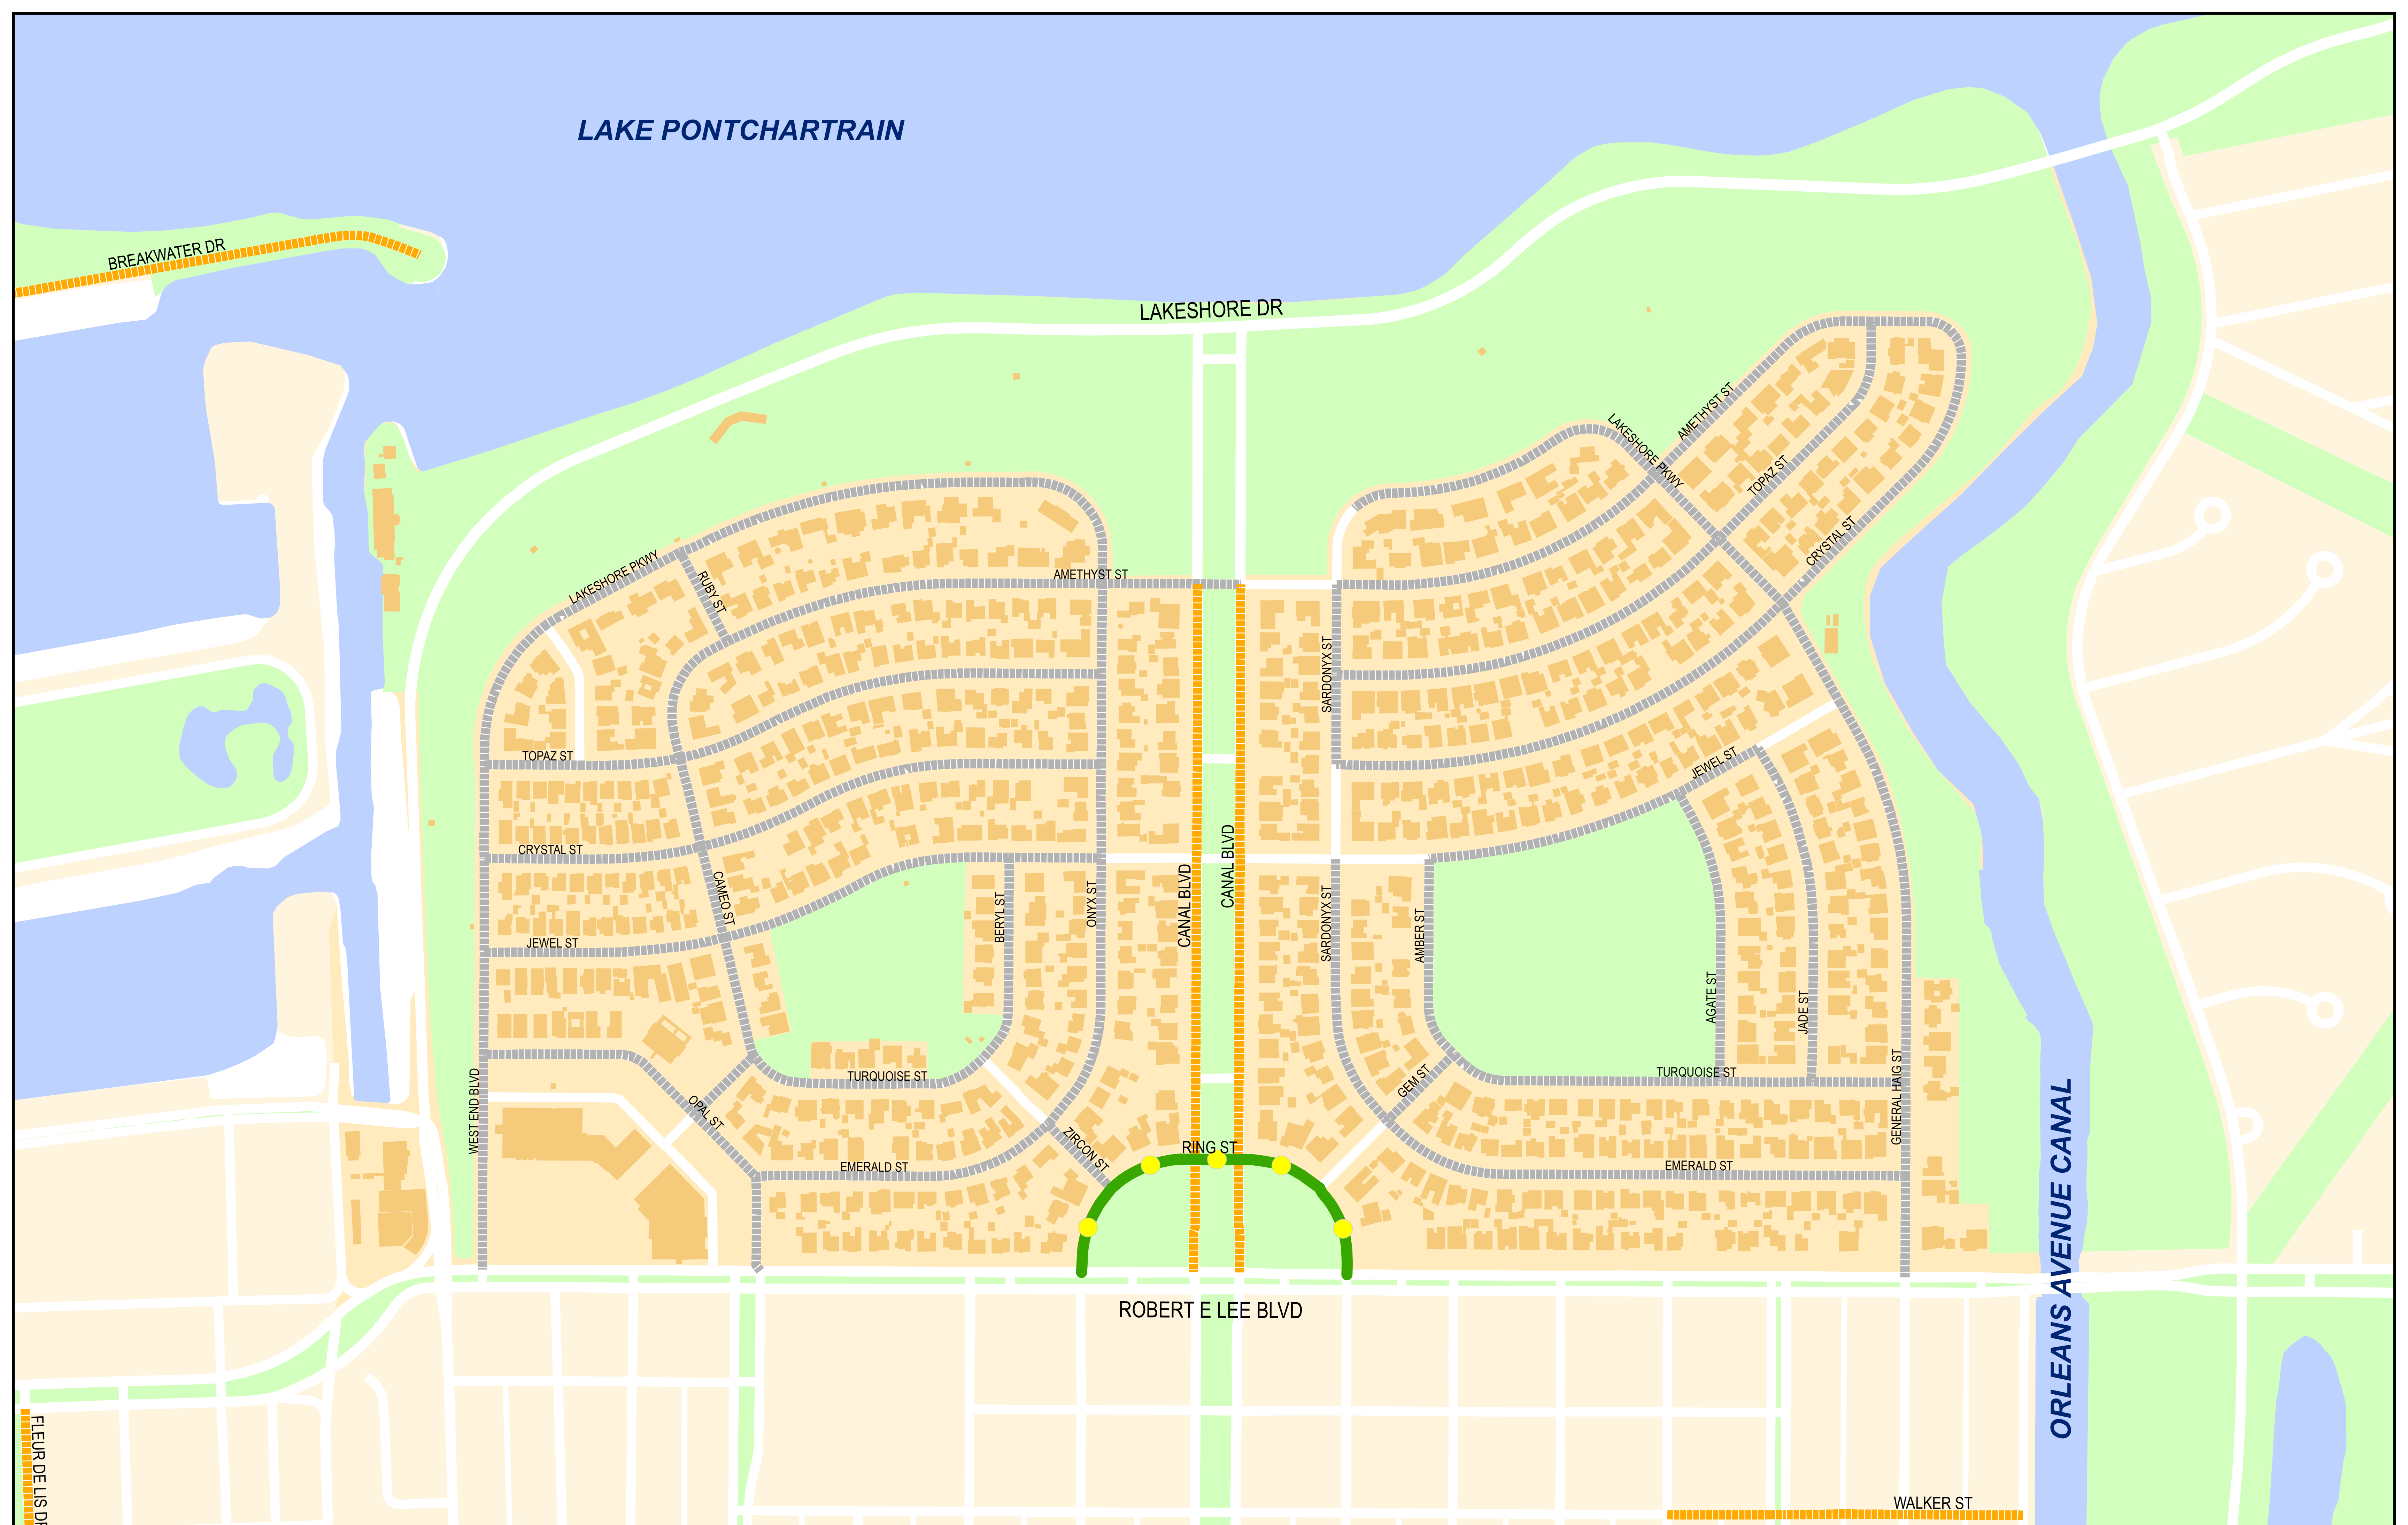 LAKE PONTCHARTRAIN
BREAKWATER DR
LAKESHORE DR
AMETHYST ST
LAKESHORE PKWY
TOPAZ ST
CRYSTAL ST
LAKESHORE PKWY
RUBY ST
AMETHYST ST
SARDONYX ST
TOPAZ ST
JEWEL ST
CRYSTAL ST
CANAL BLVD
CANAL BLVD
CAMEO ST
BERYL ST
ONYX ST
SARDONYX ST
AMBER ST
JEWEL ST
AGATE ST
JADE ST
TURQUOISE ST
TURQUOISE ST
GEM ST
WEST END BLVD
OPAL ST
GENERAL HAIG ST
ZIRCON ST
RING ST
EMERALD ST
EMERALD ST
ORLEANS AVENUE CANAL
ROBERT E LEE BLVD
FLEUR DE LIS DR
WALKER ST